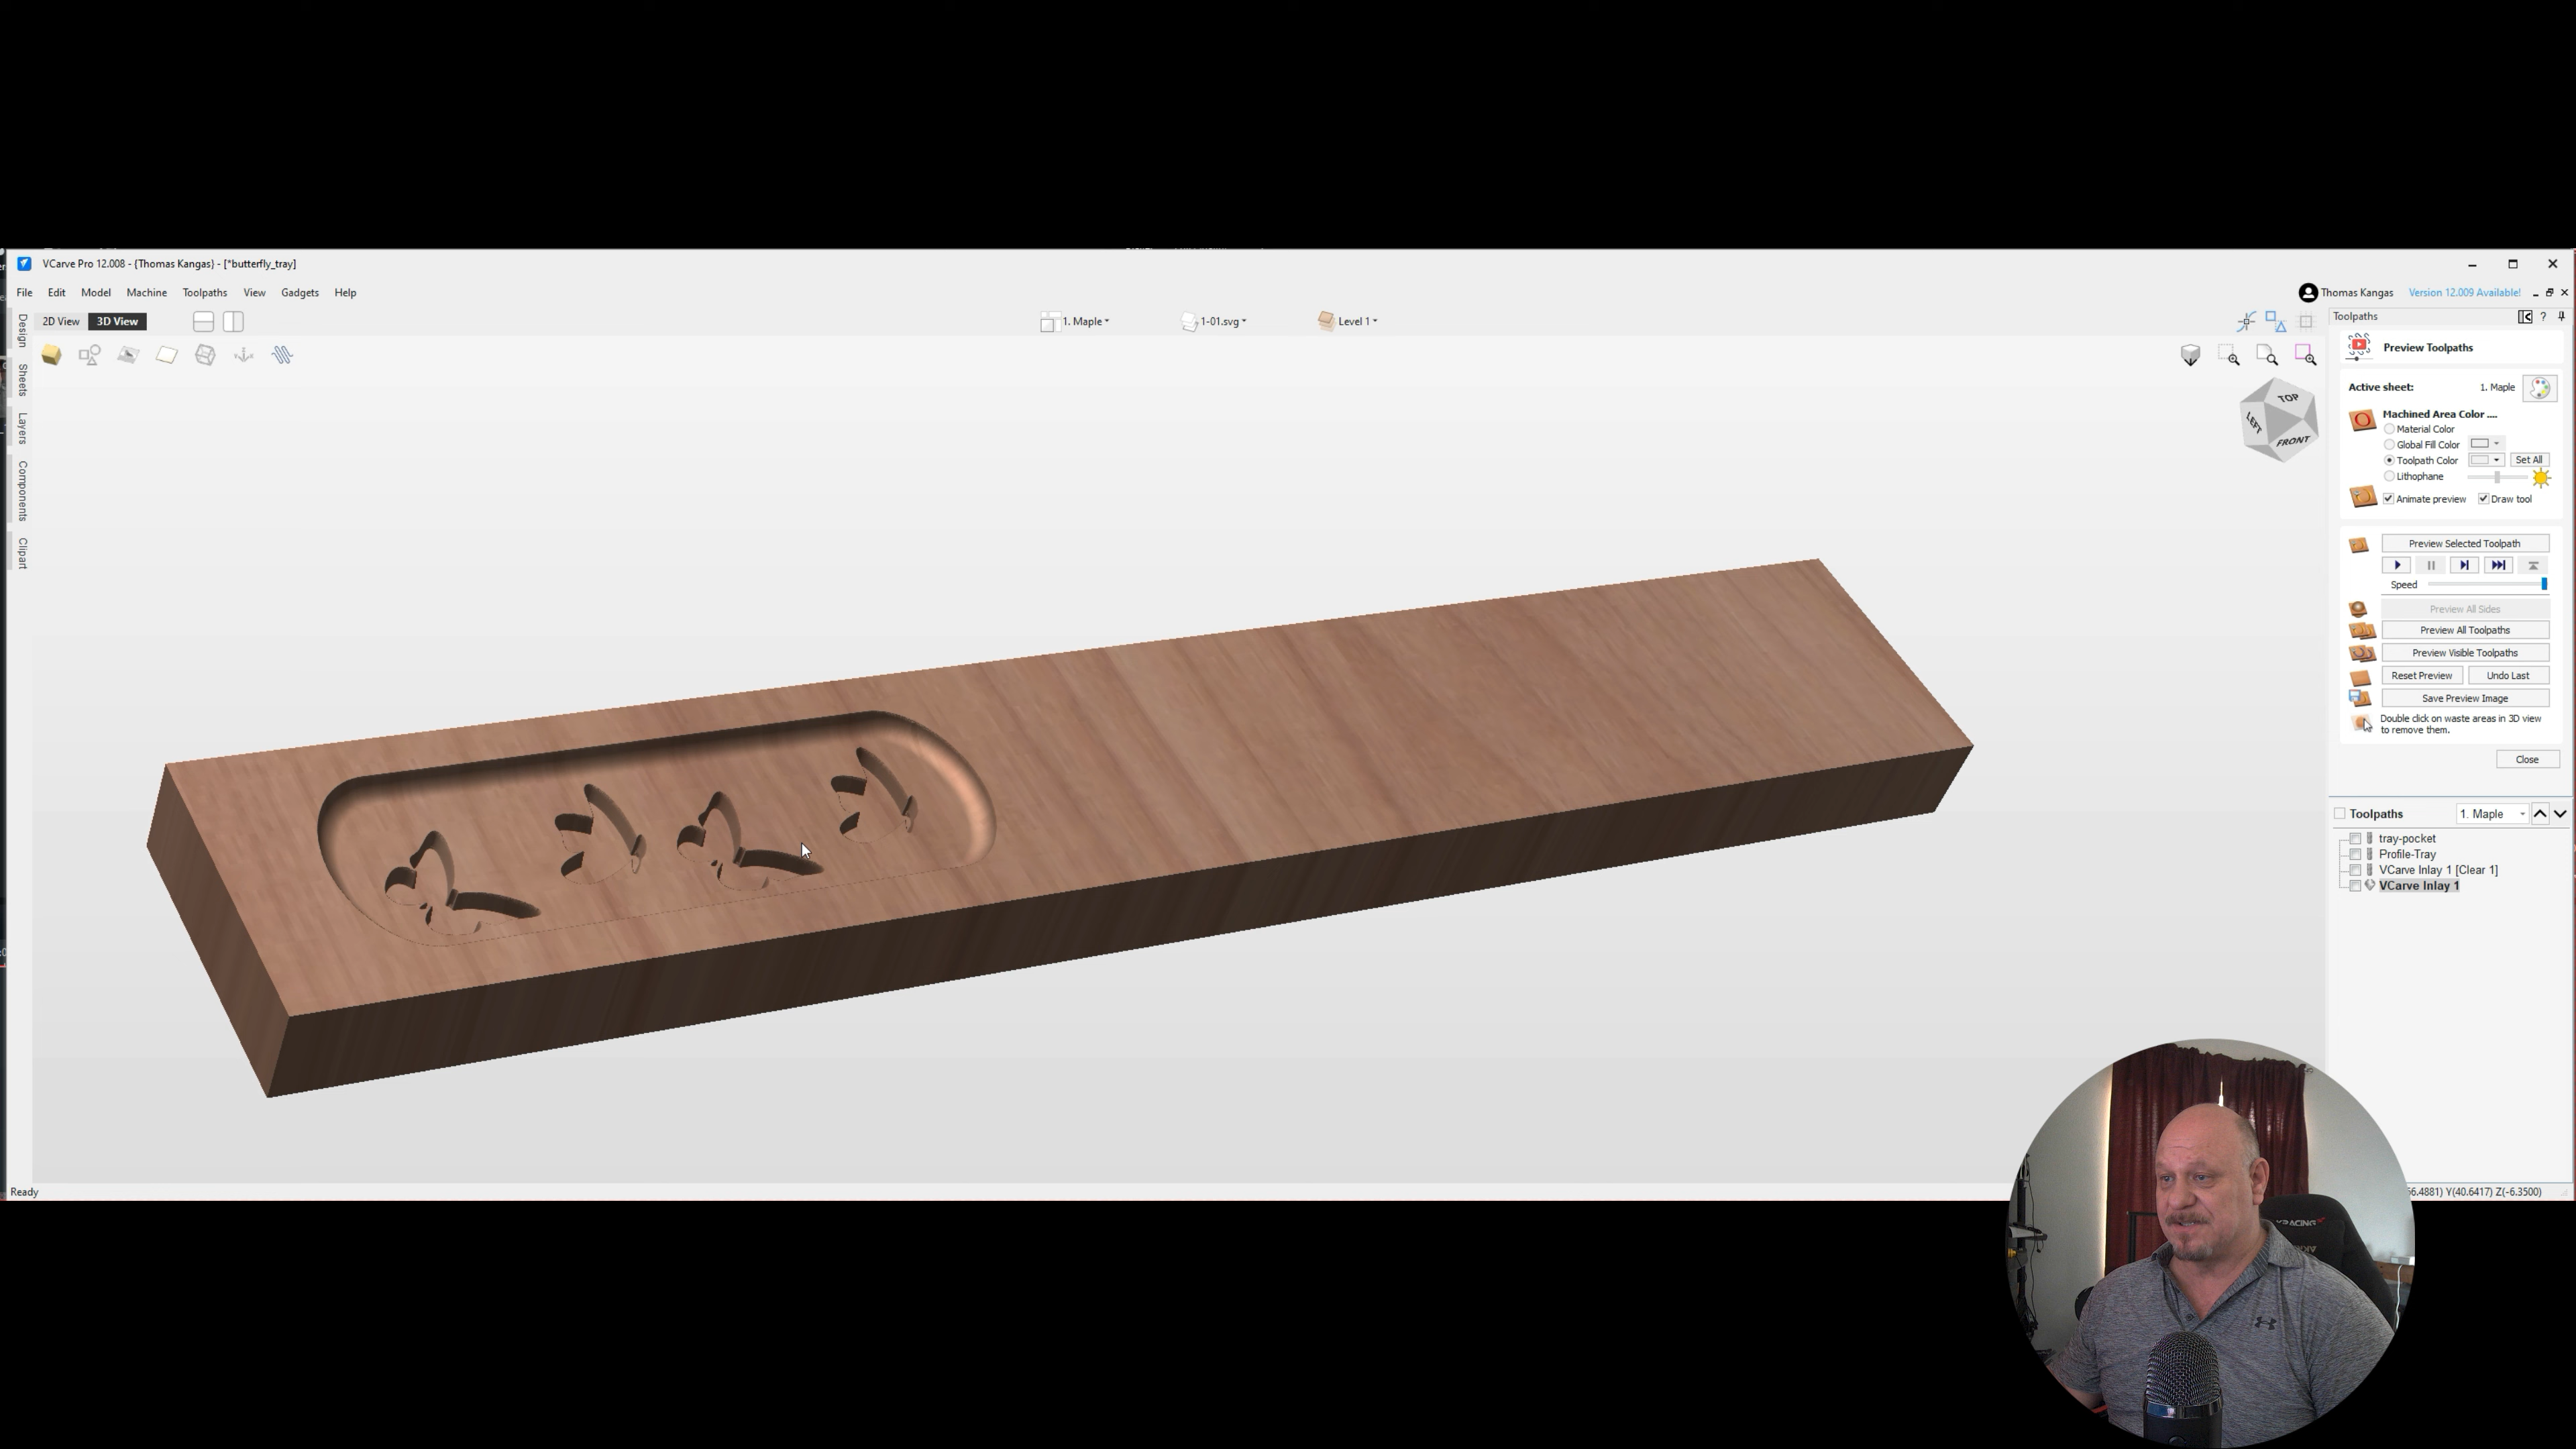 VCarve Pro 12.008 - {Thomas Kangas} - [*butterfly_tray]
File Edit Model Machine Toolpaths View Gadgets Help
Thomas Kangas Version 12.009 Available!
2D View 3D View
1. Maple
1-01.svg
Level 1
Design
Sheets
Layers
Components
Clipart
TOP
LEFT
FRONT
Toolpaths
?
Preview Toolpaths
Active sheet: 1. Maple
Machined Area Color ....
Material Color
Global Fill Color
Toolpath Color Set All
Lithophane
Animate preview Draw tool
Preview Selected Toolpath
Speed
Preview All Sides
Preview All Toolpaths
Preview Visible Toolpaths
Reset Preview Undo Last
Save Preview Image
Double click on waste areas in 3D view
to remove them.
Close
Toolpaths 1. Maple
tray-pocket
Profile-Tray
VCarve Inlay 1 [Clear 1]
VCarve Inlay 1
Ready
6.4881) Y(40.6417) Z(-6.3500)